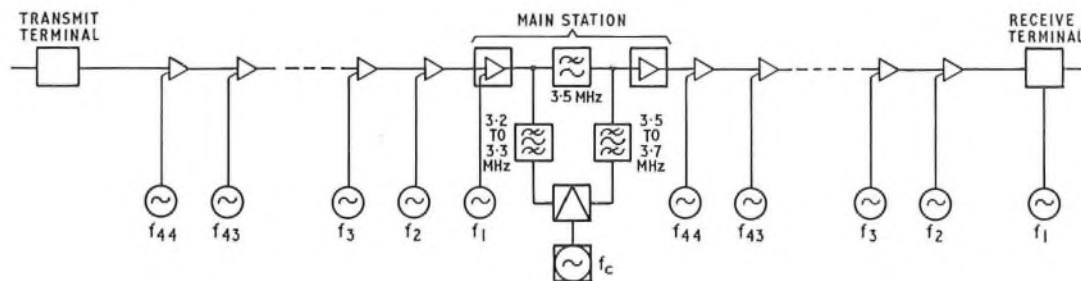 TRANSMIT
TERMINAL
MAIN STATION
RECEIVE
TERMINAL
3·5 MHz
3·2
TO
3·3
MHz
3·5
TO
3·7
MHz
f44
f43
f3
f2
f1
f44
f43
f3
f2
f1
fc